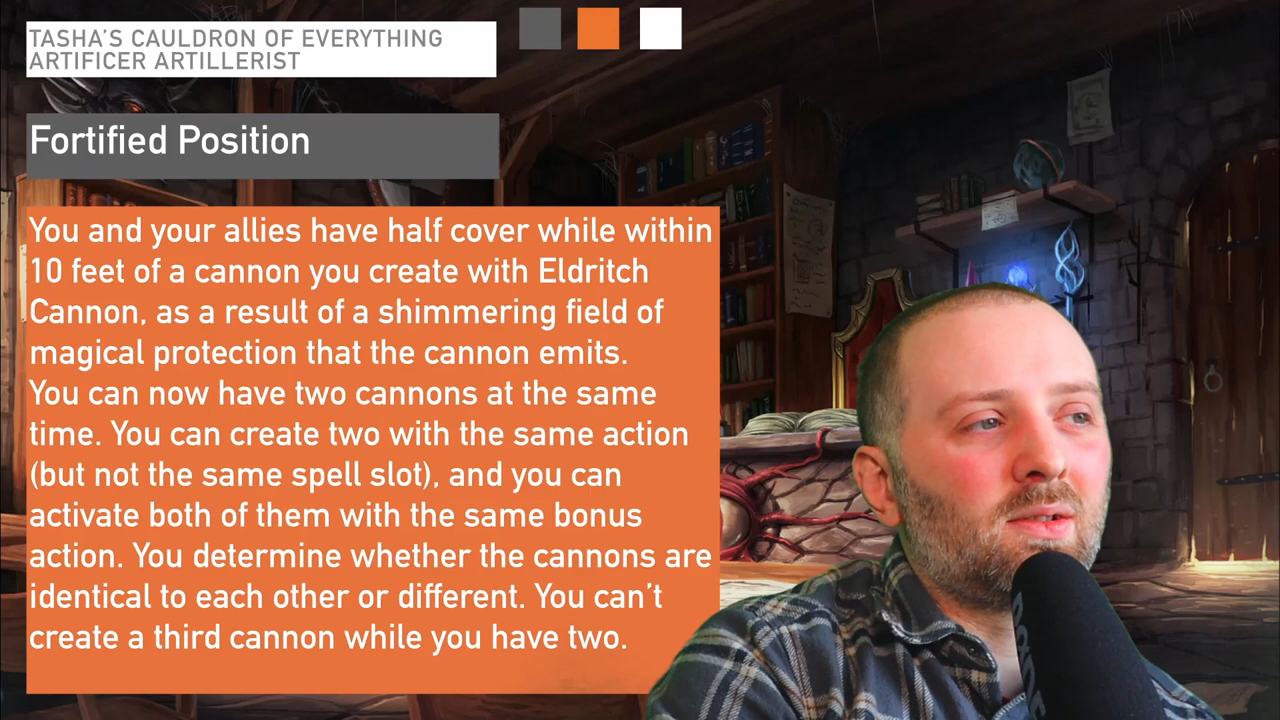 TASHA'S CAULDRON OF EVERYTHING
ARTIFICER ARTILLERIST
Fortified Position
You and your allies have half cover while within
10 feet of a cannon you create with Eldritch
Cannon, as a result of a shimmering field of
magical protection that the cannon emits.
You can now have two cannons at the same
time. You can create two with the same action
(but not the same spell slot), and you can
activate both of them with the same bonus
action. You determine whether the cannons are
identical to each other or different. You can't
create a third cannon while you have two.